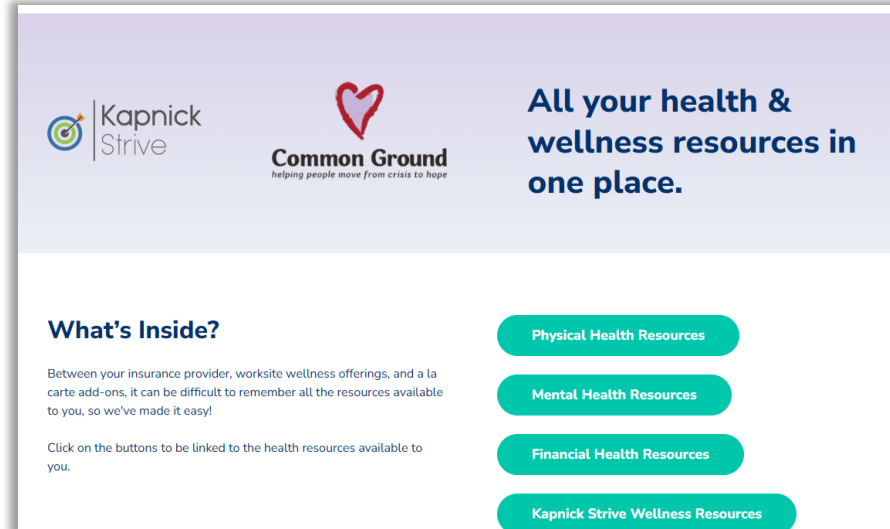 Kapnick
Strive
Common Ground
helping people move from crisis to hope
All your health &
wellness resources in
one place.
What's Inside?
Between your insurance provider, worksite wellness offerings, and a la
carte add-ons, it can be difficult to remember all the resources available
to you, so we've made it easy!
Click on the buttons to be linked to the health resources available to
you.
Physical Health Resources
Mental Health Resources
Financial Health Resources
Kapnick Strive Wellness Resources